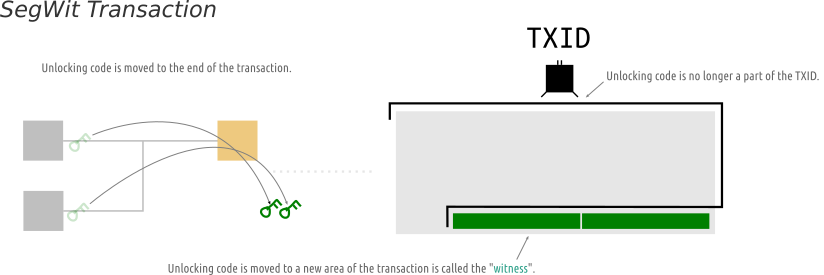 SegWit Transaction
TXID
Unlocking code is moved to the end of the transaction.
Unlocking code is no longer a part of the TXID.
Unlocking code is moved to a new area of the transaction is called the "witness".